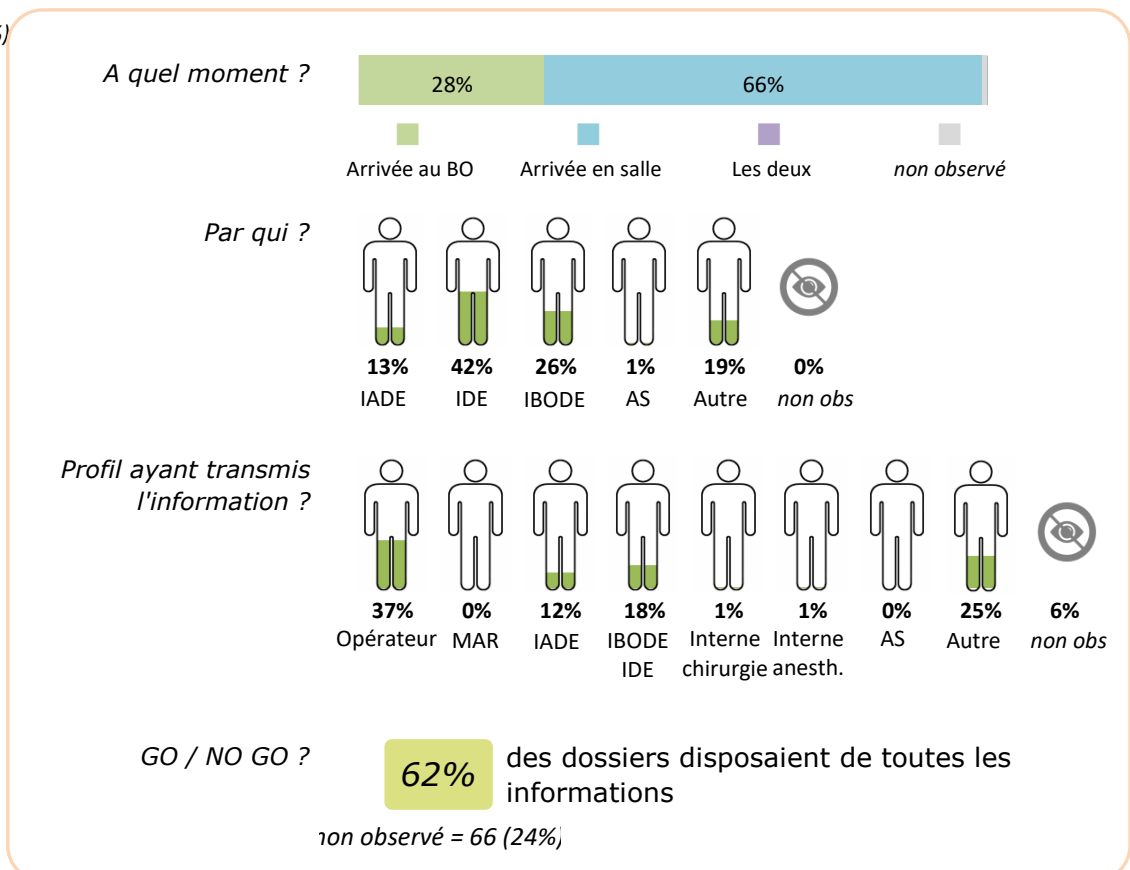 A quel moment ?
28% 66%
Arrivée au BO Arrivée en salle Les deux non observé
Par qui ?
13% 42% 26% 1% 19% 0%
IADE IDE IBODE AS Autre non obs
Profil ayant transmis
l'information ?
37% 0% 12% 18% 1% 1% 0% 25% 6%
Opérateur MAR IADE IBODE Interne Interne AS Autre non obs
IDE chirurgie anesth.
GO / NO GO ?
62%
des dossiers disposaient de toutes les
informations
non observé = 66 (24%)